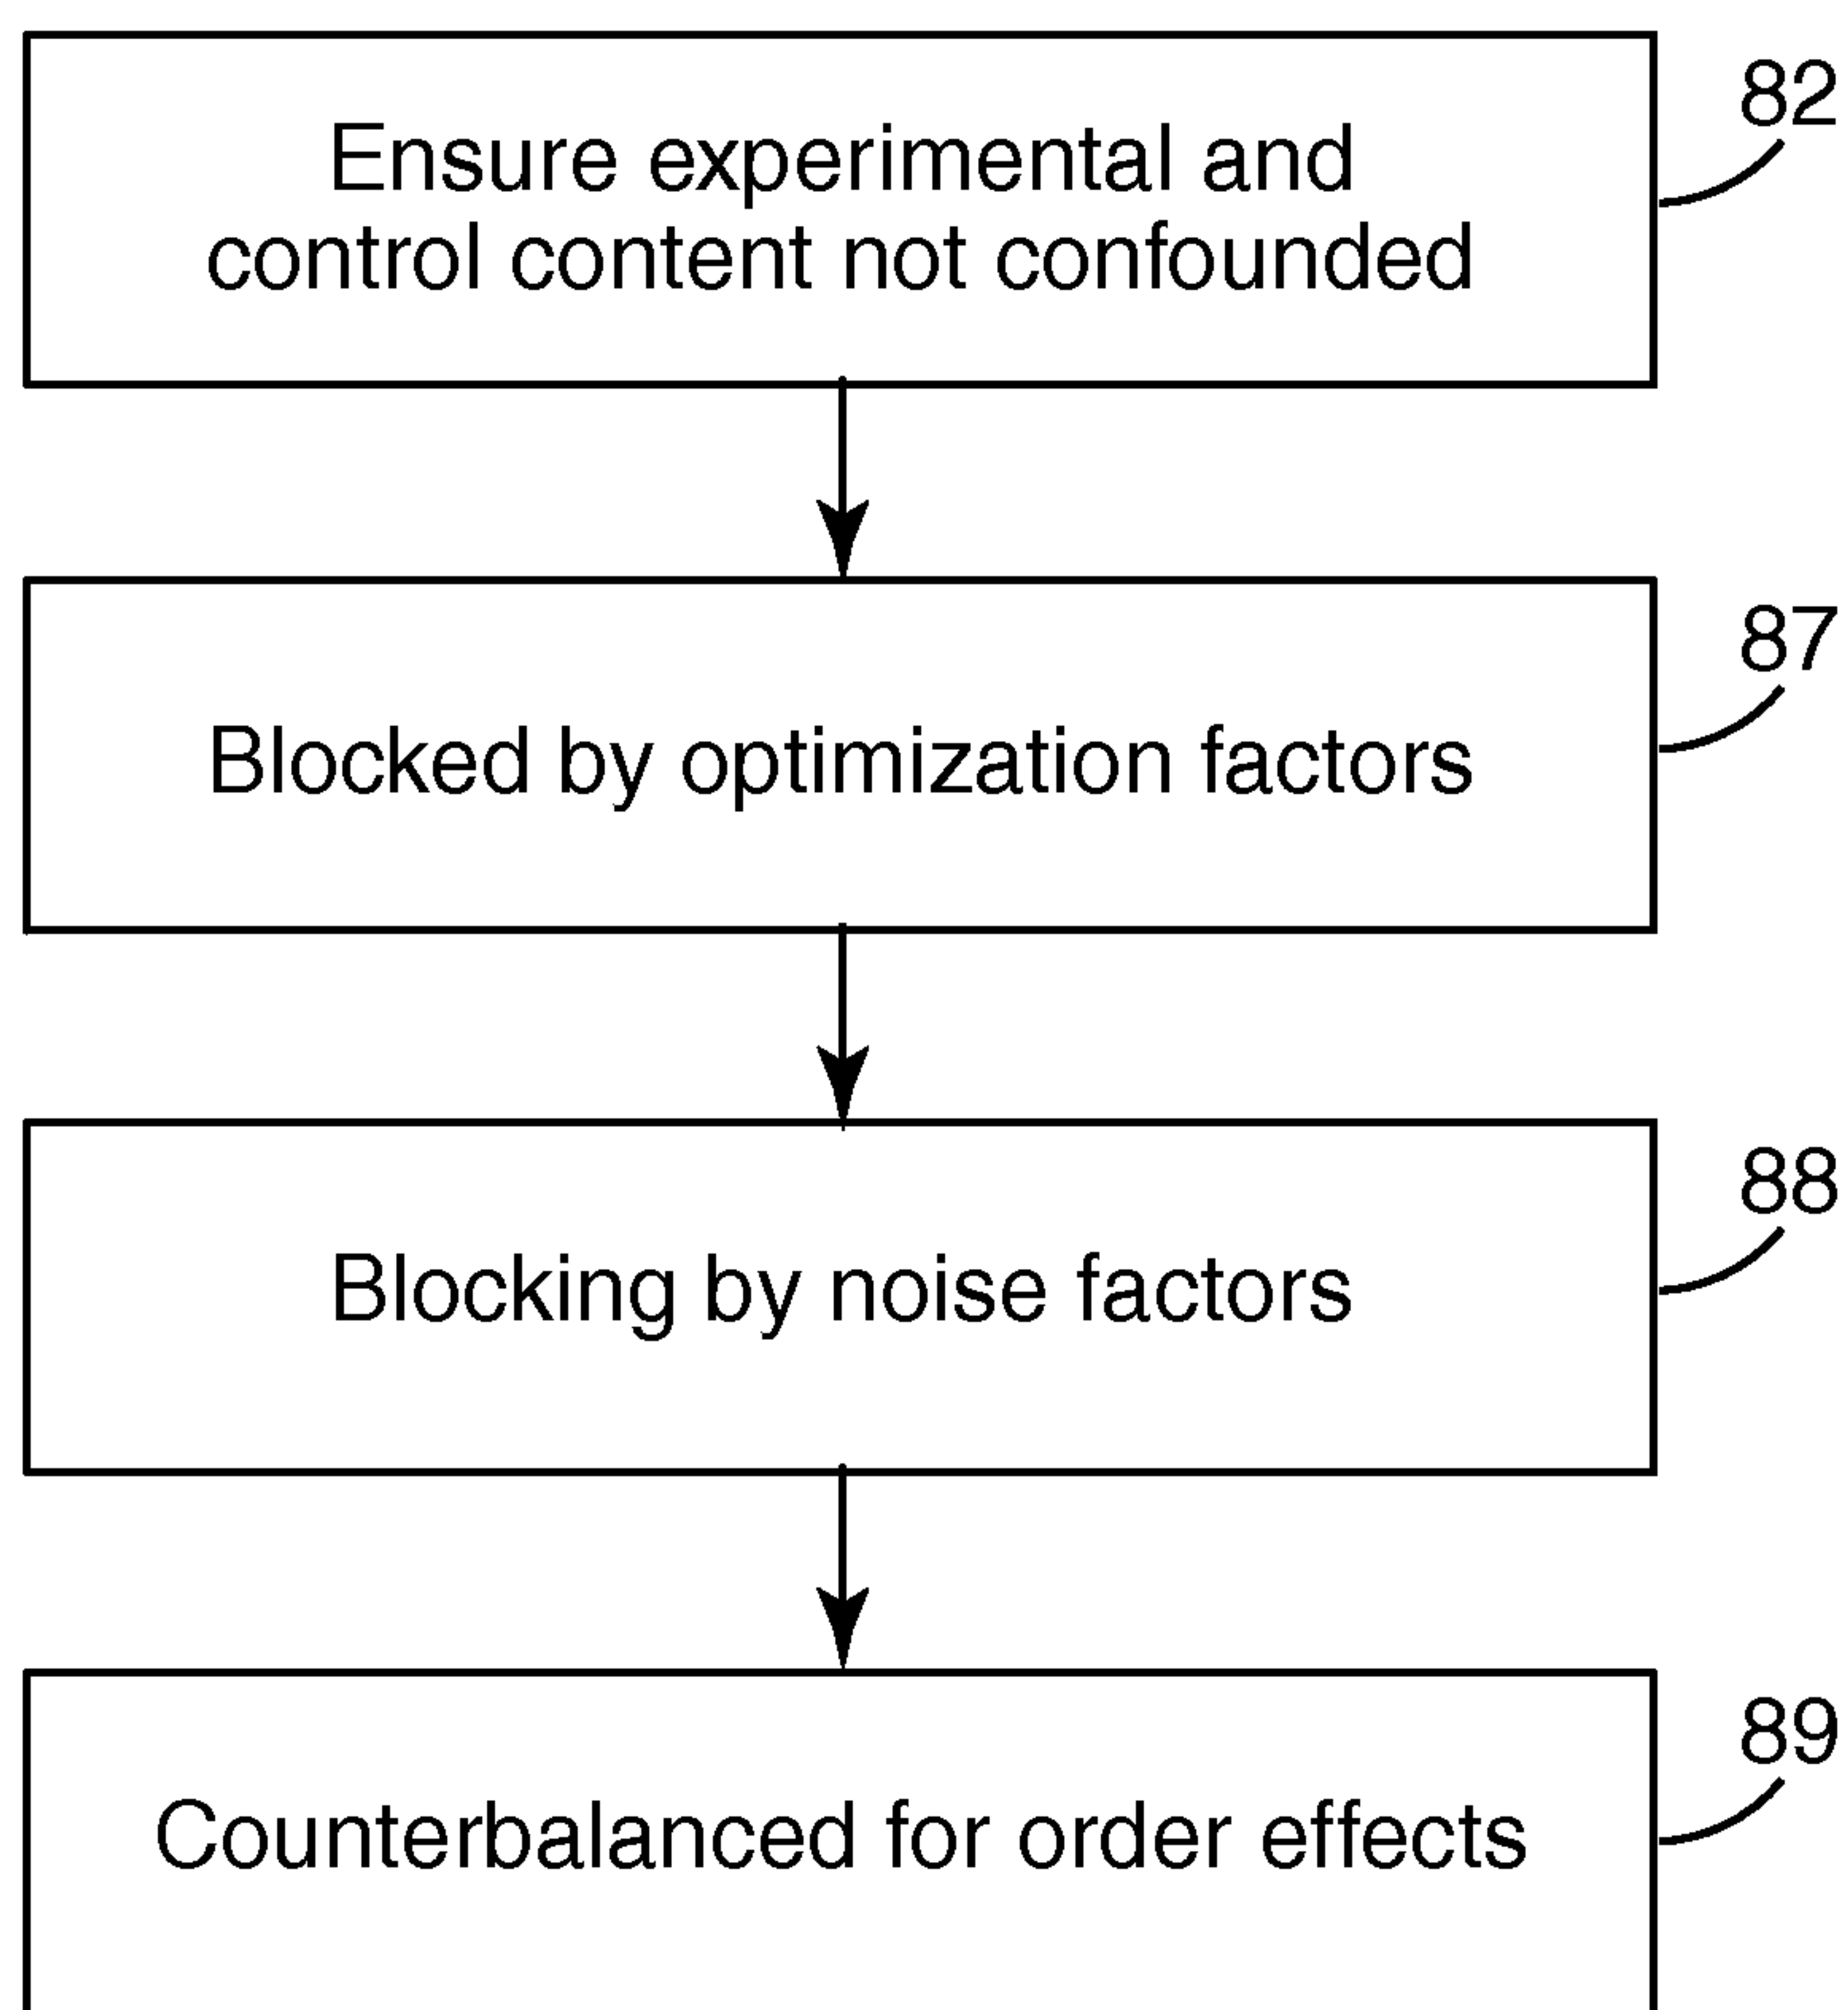 Ensure experimental and
control content not confounded
82
Blocked by optimization factors
87
Blocking by noise factors
88
Counterbalanced for order effects
89